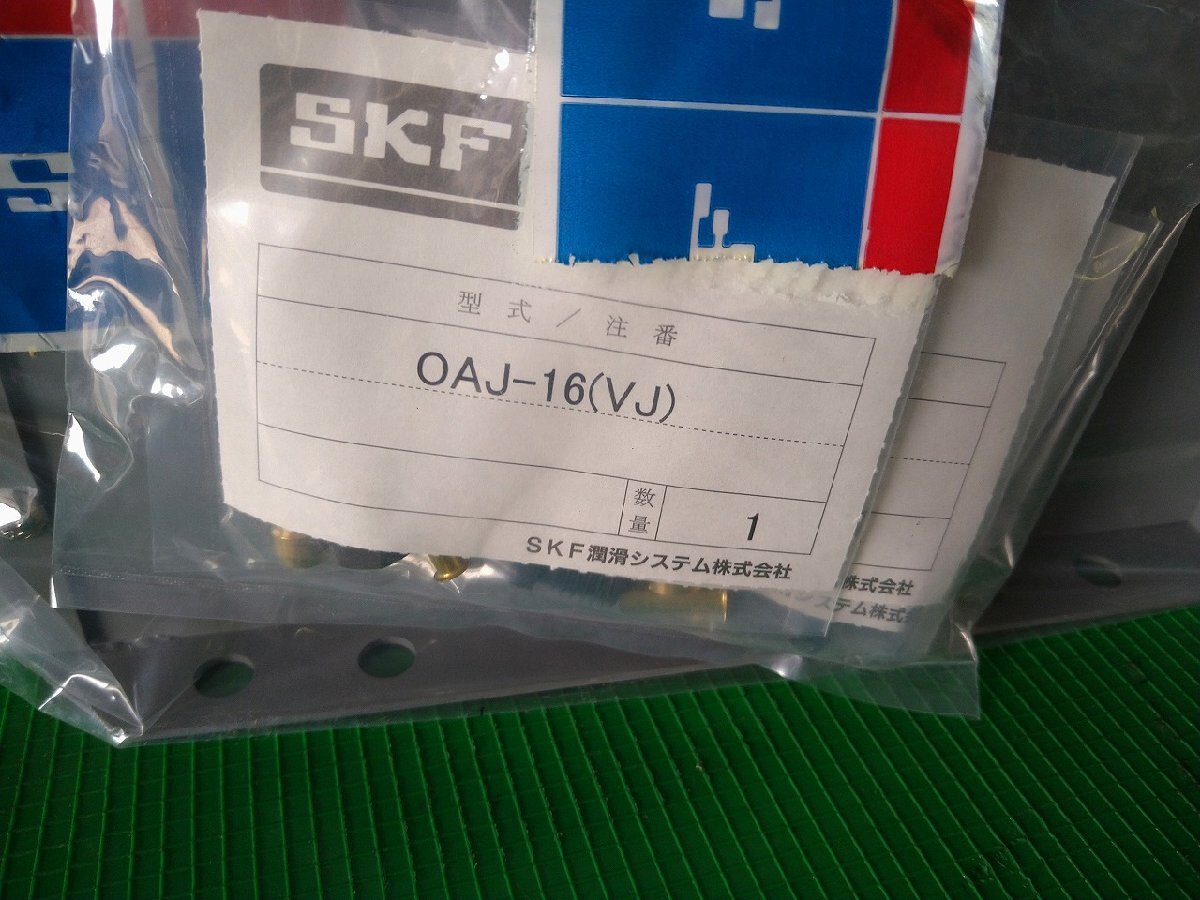 SKF
型式／注番
OAJ-16(VJ)
数量
1
SKF潤滑システム株式会社
株式会社
システム株式
S